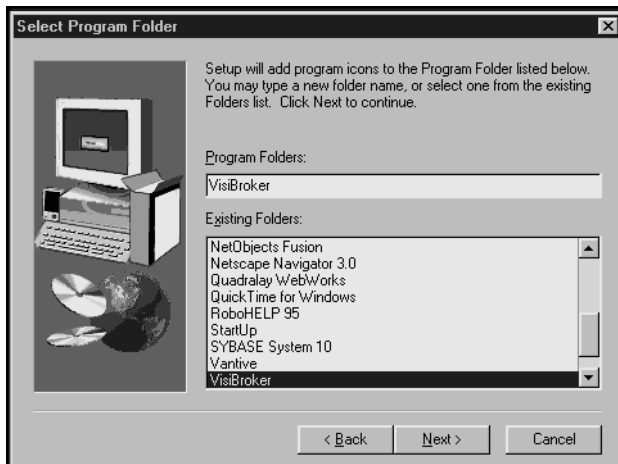 Select Program Folder
Setup will add program icons to the Program Folder listed below.
You may type a new folder name, or select one from the existing
Folders list. Click Next to continue.
Program Folders:
VisiBroker
Existing Folders:
NetObjects Fusion
Netscape Navigator 3.0
Quadralay WebWorks
QuickTime for Windows
RoboHELP 95
StartUp
SYBASE System 10
Vantive
VisiBroker
< Back
Next >
Cancel